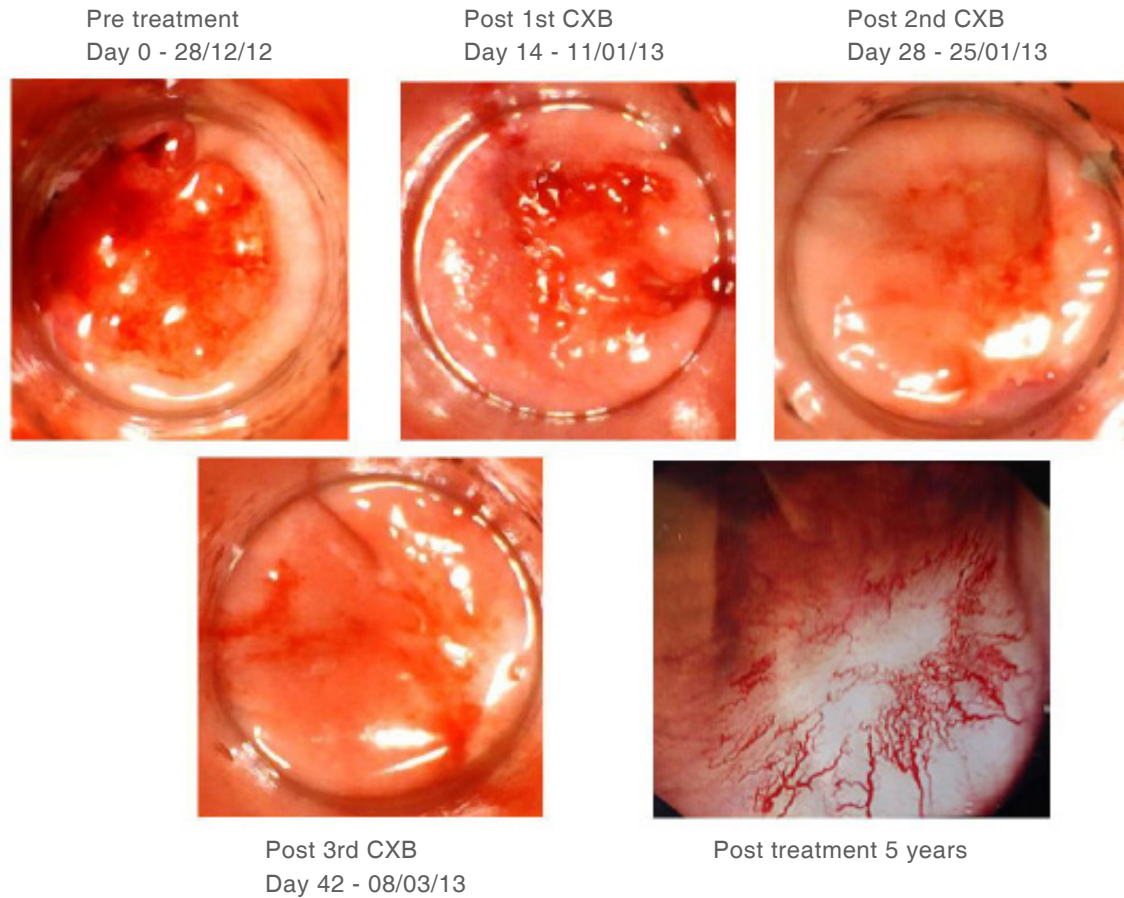 Pre treatment
Day 0 - 28/12/12
Post 1st CXB
Day 14 - 11/01/13
Post 2nd CXB
Day 28 - 25/01/13
Post 3rd CXB
Day 42 - 08/03/13
Post treatment 5 years